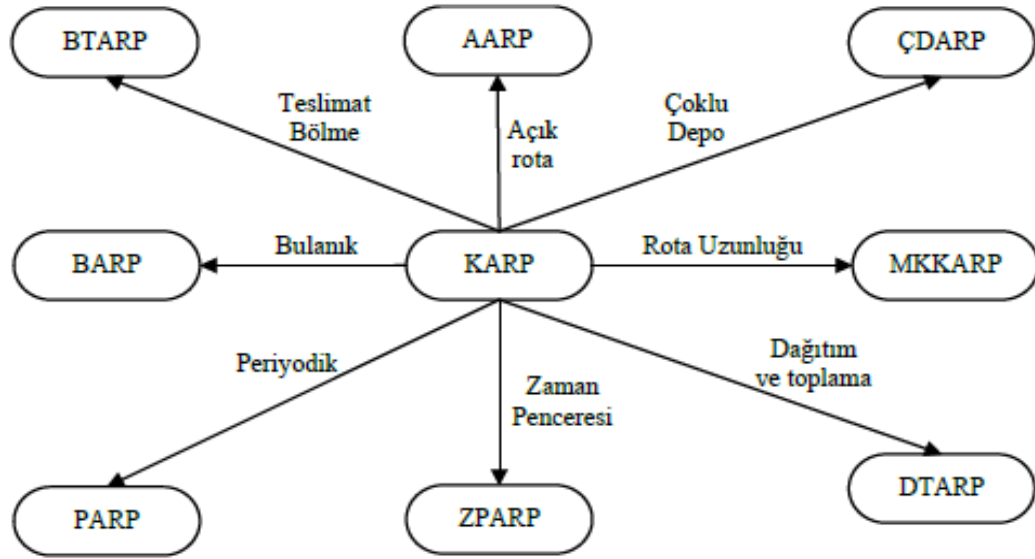 BTARP
AARP
ÇDARP
Teslimat
Bölme
Açık
rota
Çoklu
Depo
BARP
Bulanık
KARP
Rota Uzunluğu
MKKARP
Periyodik
Zaman
Penceresi
Dağıtım
ve toplama
PARP
ZPARP
DTARP